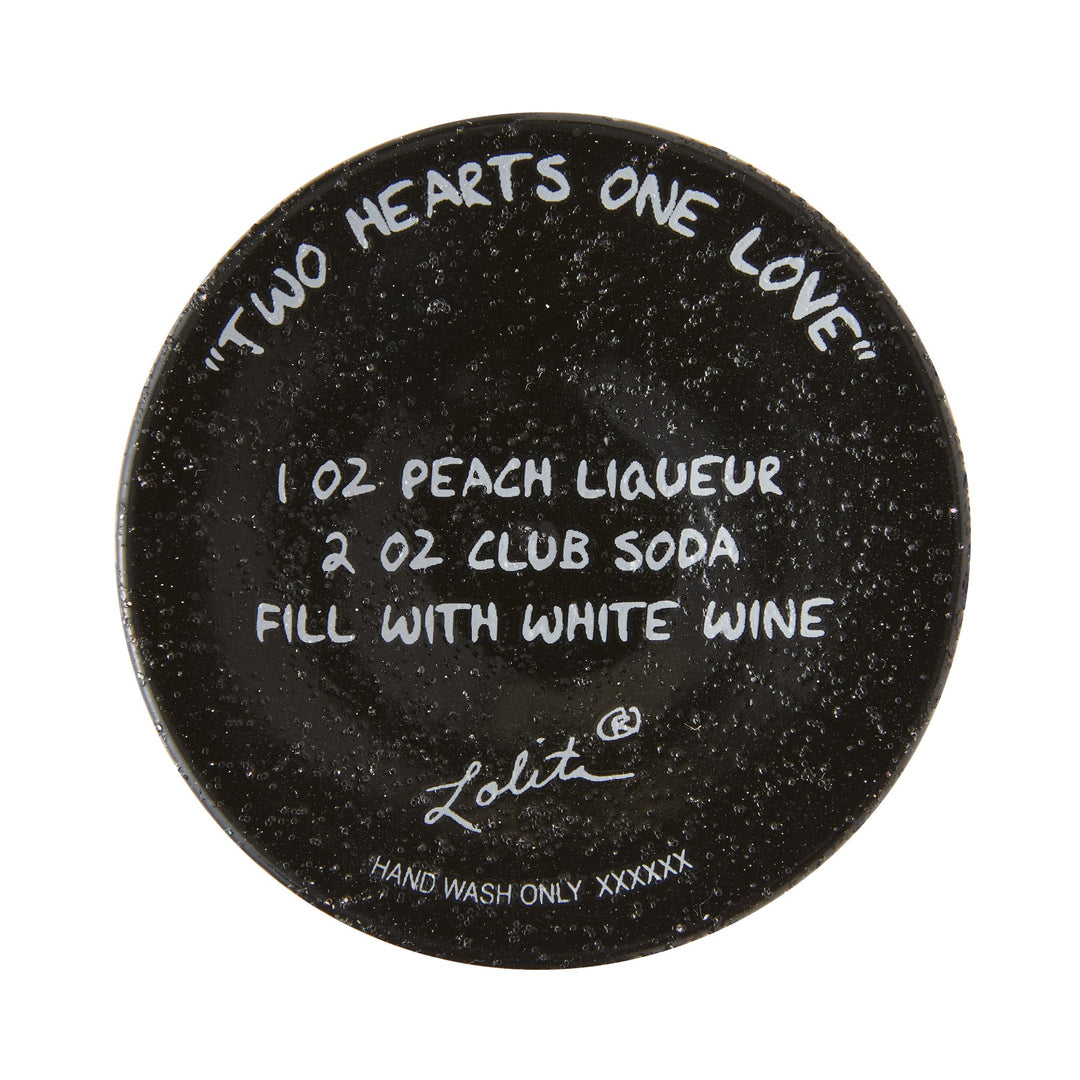 "TWO HEARTS ONE LOVE"
1 OZ PEACH LIQUEUR
2 OZ CLUB SODA
FILL WITH WHITE WINE
Lolita ®
HAND WASH ONLY XXXXXX